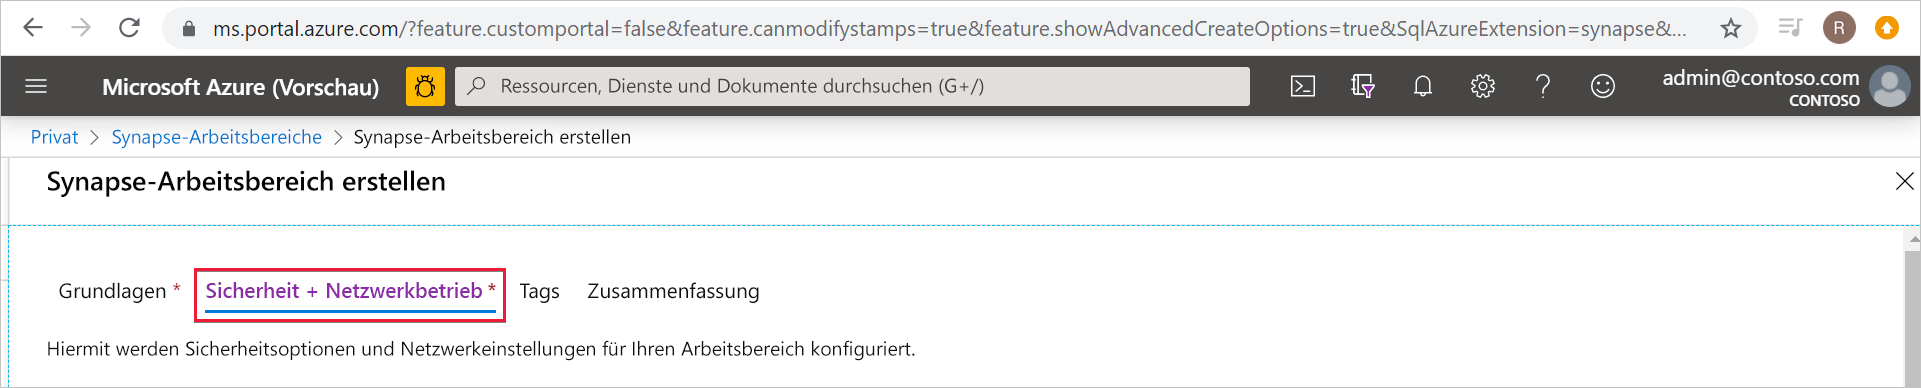 ms.portal.azure.com/?feature.customportal=false&feature.canmodifystamps=true&feature.showAdvancedCreateOptions=true&SqlAzureExtension=synapse&...
R
Microsoft Azure (Vorschau)
Ressourcen, Dienste und Dokumente durchsuchen (G+/)
admin@contoso.com
CONTOSO
Privat > Synapse-Arbeitsbereiche > Synapse-Arbeitsbereich erstellen
Synapse-Arbeitsbereich erstellen
Grundlagen * Sicherheit + Netzwerkbetrieb * Tags Zusammenfassung
Hiermit werden Sicherheitsoptionen und Netzwerkeinstellungen für Ihren Arbeitsbereich konfiguriert.